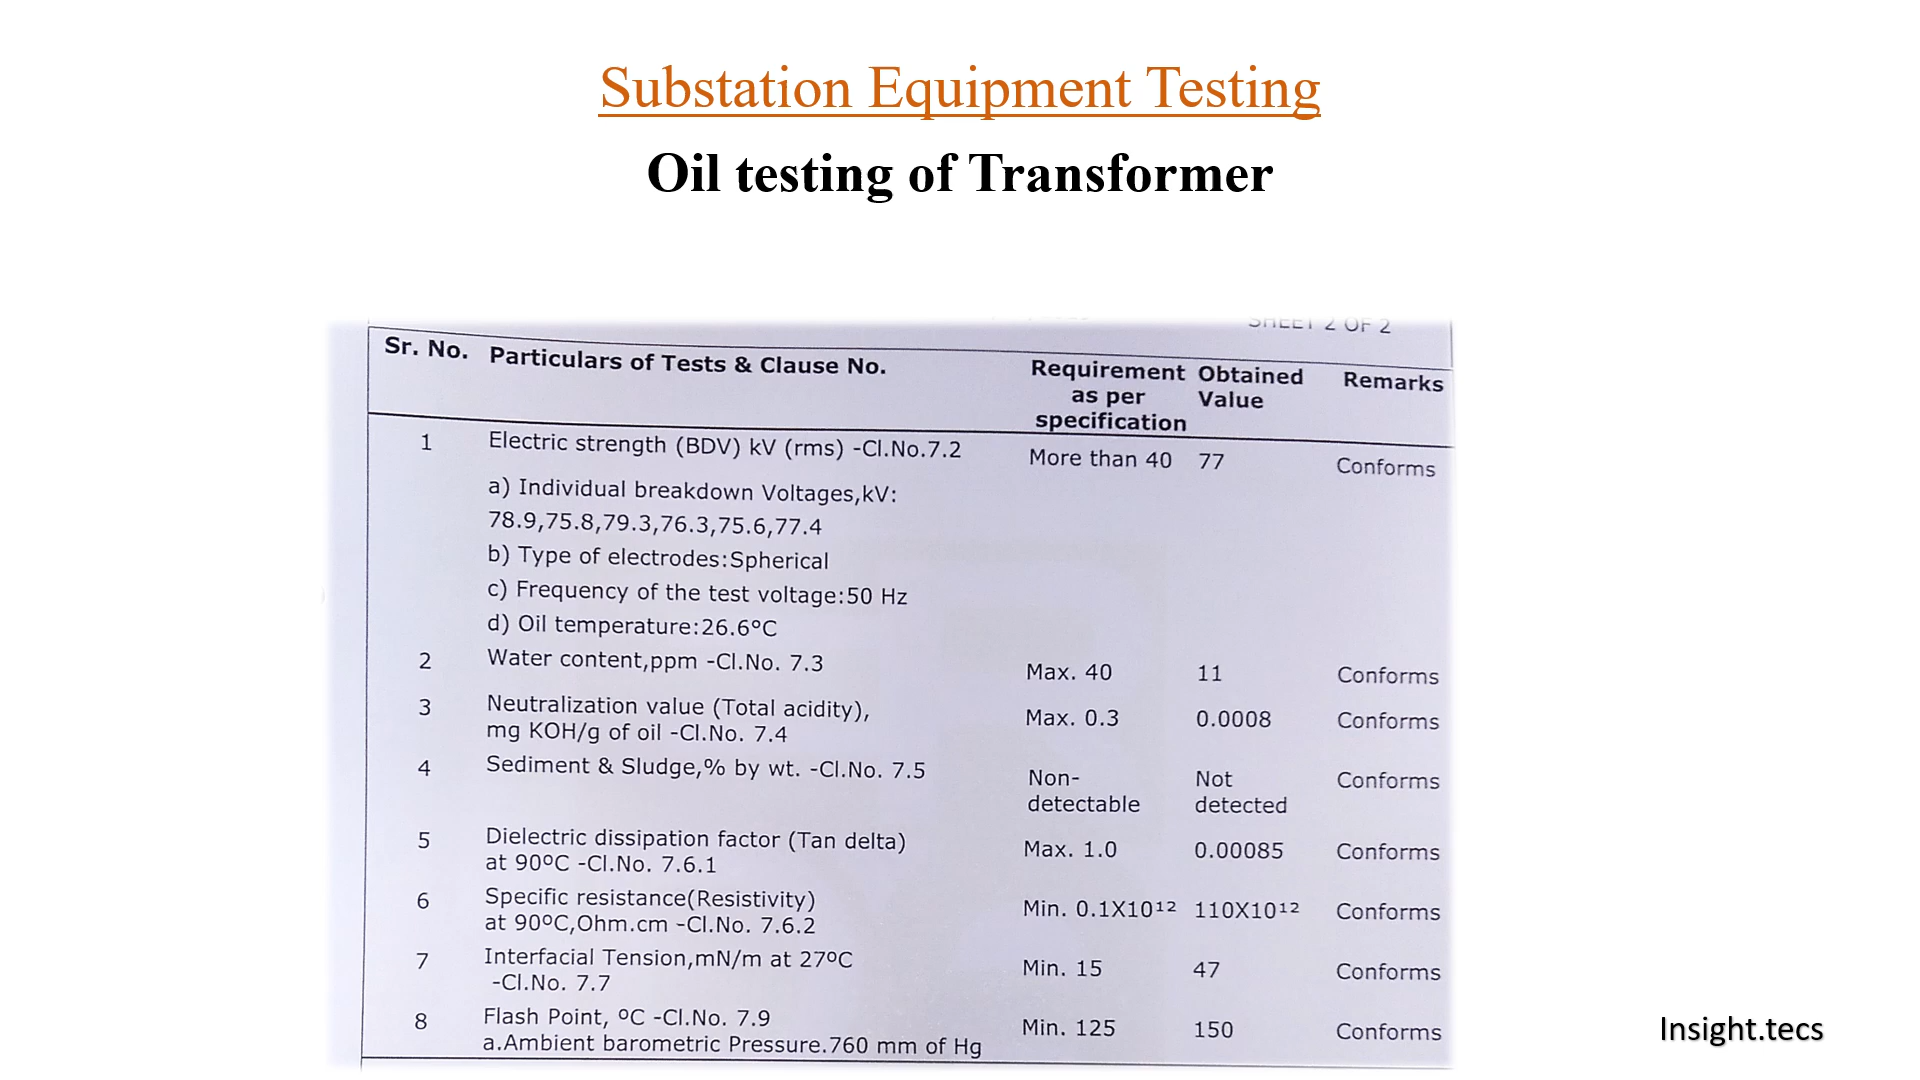 Substation Equipment Testing
Oil testing of Transformer
SHEET 2 OF 2
Sr. No. Particulars of Tests & Clause No. Requirement as per specification Obtained Value Remarks
1 Electric strength (BDV) kV (rms) -Cl.No.7.2 More than 40 77 Conforms
a) Individual breakdown Voltages,kV:
78.9,75.8,79.3,76.3,75.6,77.4
b) Type of electrodes:Spherical
c) Frequency of the test voltage:50 Hz
d) Oil temperature:26.6°C
2 Water content,ppm -Cl.No. 7.3 Max. 40 11 Conforms
3 Neutralization value (Total acidity), Max. 0.3 0.0008 Conforms
mg KOH/g of oil -Cl.No. 7.4
4 Sediment & Sludge,% by wt. -Cl.No. 7.5 Non- Not Conforms
detectable detected
5 Dielectric dissipation factor (Tan delta) Max. 1.0 0.00085 Conforms
at 90ºC -Cl.No. 7.6.1
6 Specific resistance(Resistivity) Min. 0.1X10¹² 110X10¹² Conforms
at 90ºC,Ohm.cm -Cl.No. 7.6.2
7 Interfacial Tension,mN/m at 27ºC Min. 15 47 Conforms
-Cl.No. 7.7
8 Flash Point, ºC -Cl.No. 7.9 Min. 125 150 Conforms
a.Ambient barometric Pressure.760 mm of Hg
Insight.tecs